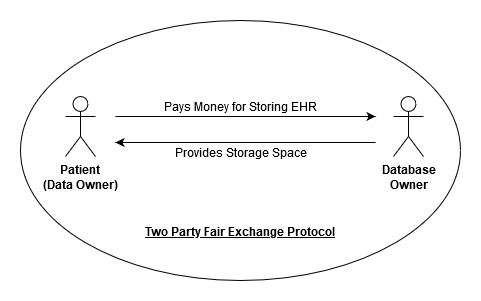 Pays Money for Storing EHR
Provides Storage Space
Patient
(Data Owner)
Database
Owner
Two Party Fair Exchange Protocol